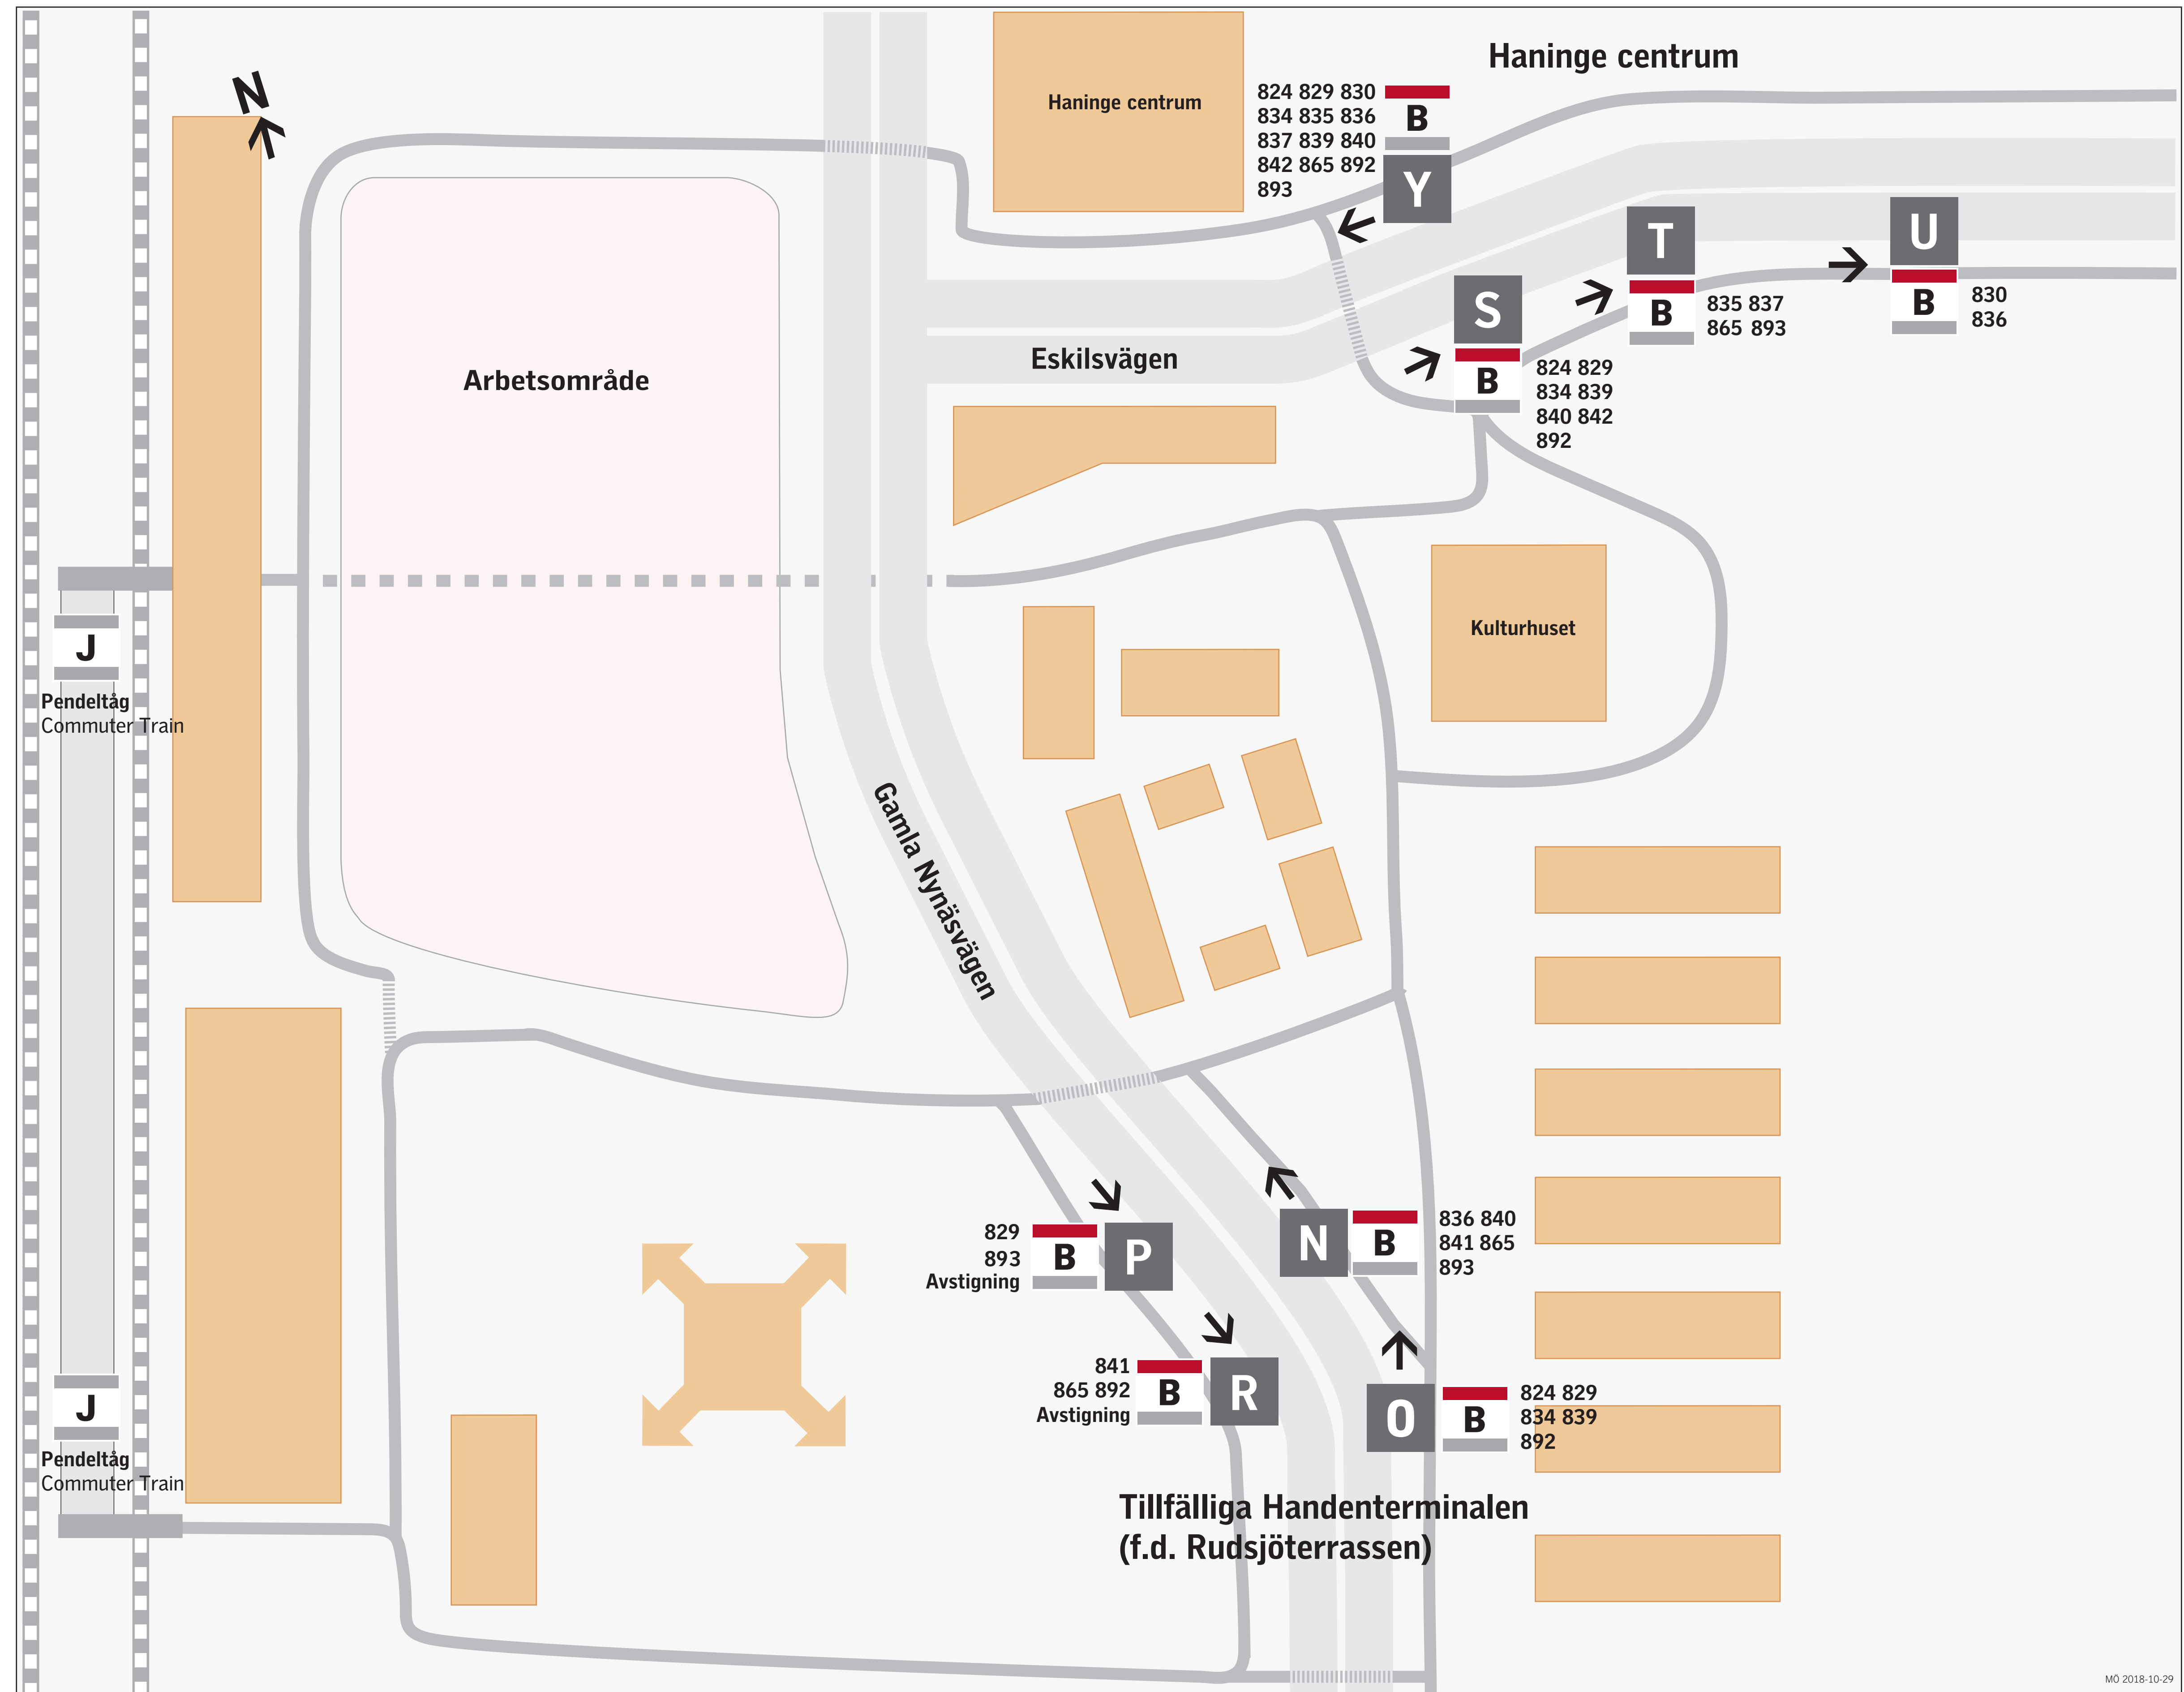 Haninge centrum
N
Haninge centrum
824 829 830
834 835 836
837 839 840
842 865 892
893
B
Y
T
B
835 837
865 893
U
B
830
836
S
B
824 829
834 839
840 842
892
Eskilsvägen
Arbetsområde
J
Pendeltåg
Commuter Train
Kulturhuset
Gamla Nynäsvägen
829
893
Avstigning
B
P
N
B
836 840
841 865
893
841
865 892
Avstigning
B
R
O
B
824 829
834 839
892
J
Pendeltåg
Commuter Train
Tillfälliga Handenterminalen
(f.d. Rudsjöterrassen)
MÖ 2018-10-29